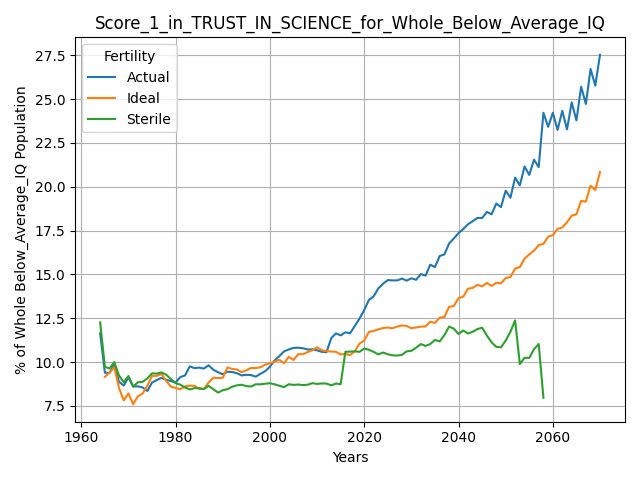 Score_1_in_TRUST_IN_SCIENCE_for_Whole_Below_Average_IQ
Fertility
Actual
Ideal
Sterile
% of Whole Below_Average_IQ Population
27.5
25.0
22.5
20.0
17.5
15.0
12.5
10.0
7.5
1960 1980 2000 2020 2040 2060
Years